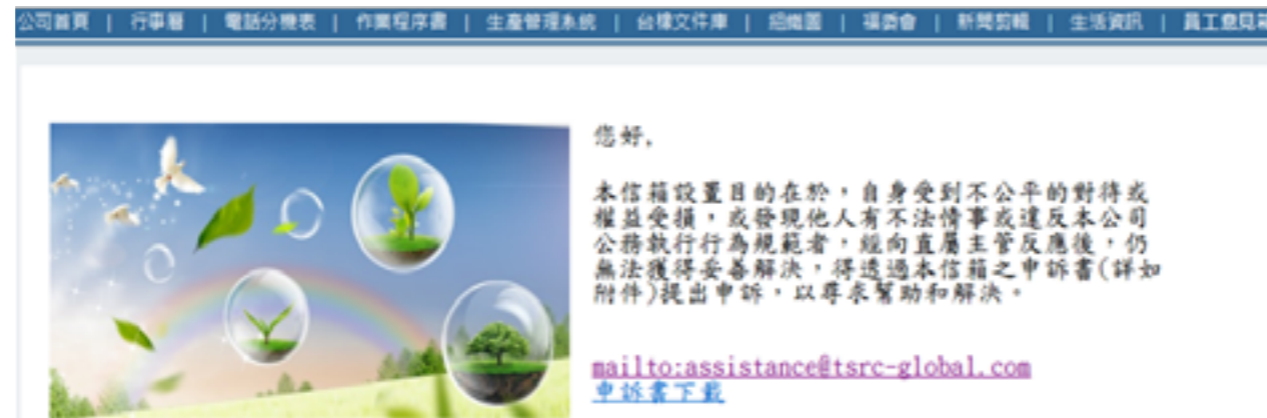 公司首頁 | 行事曆 | 電話分機表 | 作業程序書 | 生產管理系統 | 台橡文件庫 | 組織圖 | 福委會 | 新聞剪輯 | 生活資訊 | 員工意見箱
您好,
本信箱設置目的在於，自身受到不公平的對待或
權益受損，或發現他人有不法情事或違反本公司
公務執行行為規範者，經向直屬主管反應後，仍
無法獲得妥善解決，得透過本信箱之申訴書(詳如
附件)提出申訴，以尋求幫助和解決。
mailto:assistance@tsrc-global.com
申訴書下載